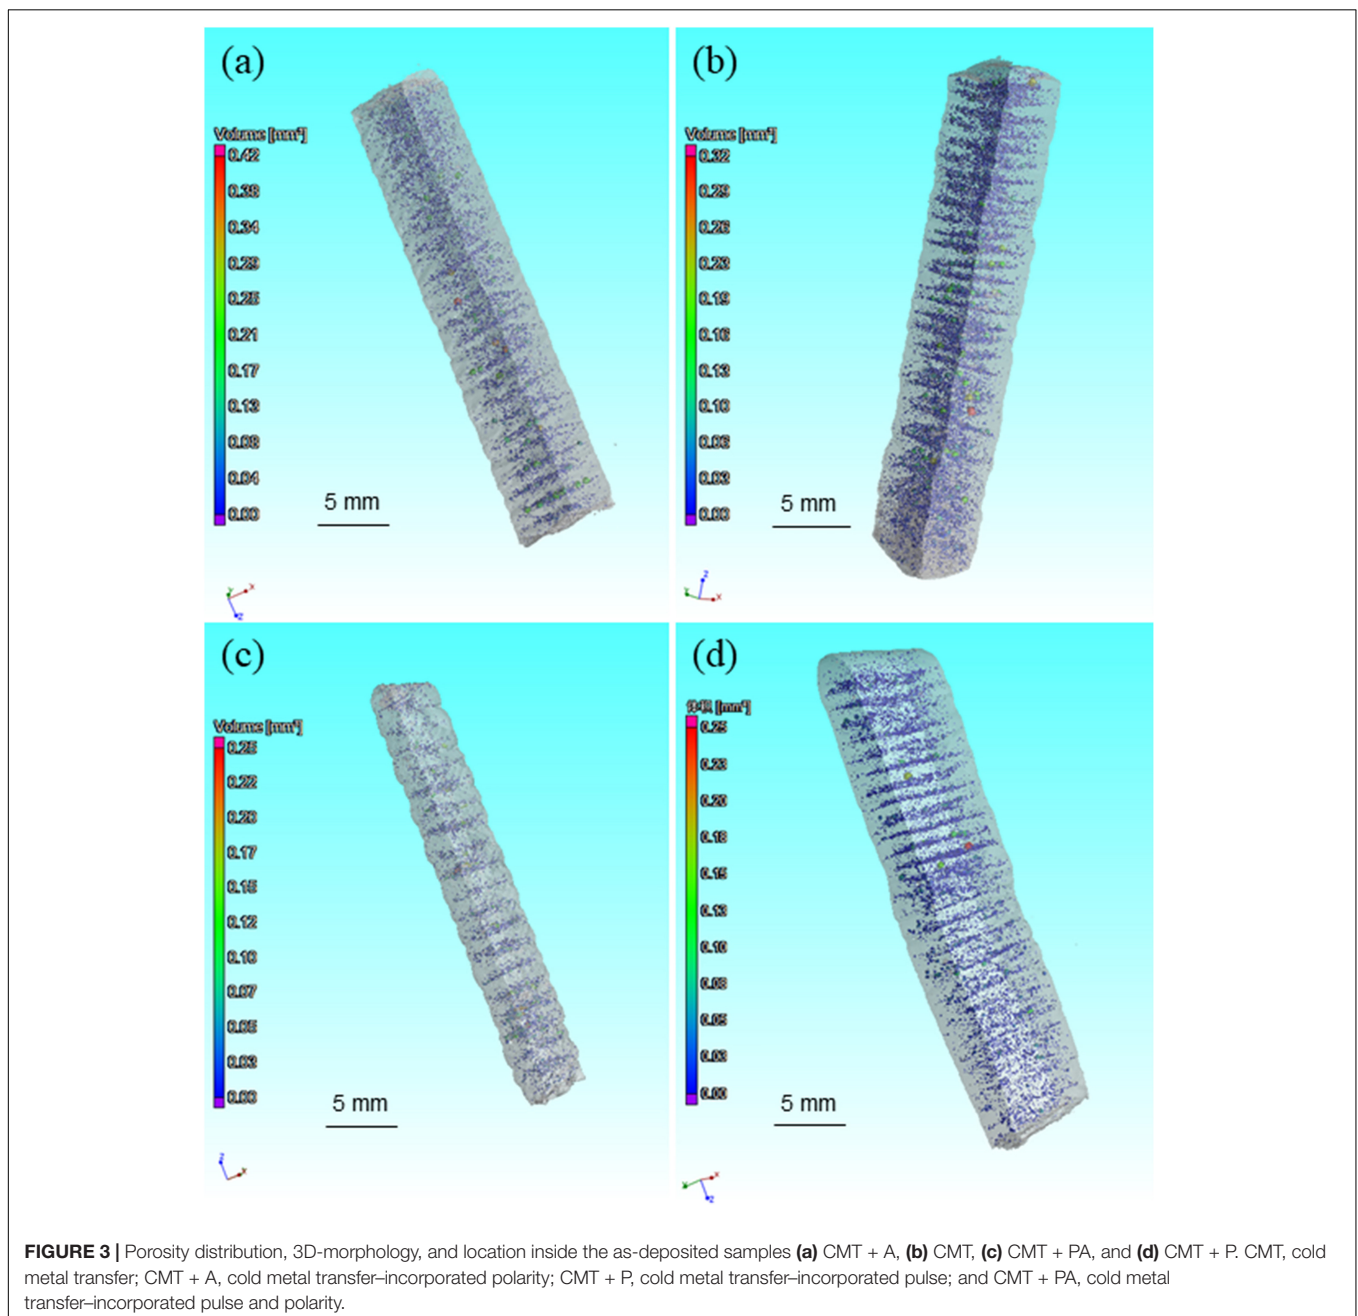 (a)
Volume [mm³]
0.42
0.38
0.34
0.29
0.25
0.21
0.17
0.13
0.08
0.04
0.00
5 mm
Y
X
Z
(b)
Volume [mm³]
0.32
0.29
0.26
0.23
0.19
0.16
0.13
0.10
0.06
0.03
0.00
5 mm
Z
Y
X
(c)
Volume [mm³]
0.25
0.22
0.20
0.17
0.15
0.12
0.10
0.07
0.05
0.03
0.00
5 mm
Z
X
(d)
[mm³]
0.25
0.23
0.20
0.18
0.15
0.13
0.10
0.08
0.05
0.03
0.00
5 mm
X
Y
Z
FIGURE 3 | Porosity distribution, 3D-morphology, and location inside the as-deposited samples (a) CMT + A, (b) CMT, (c) CMT + PA, and (d) CMT + P. CMT, cold
metal transfer; CMT + A, cold metal transfer–incorporated polarity; CMT + P, cold metal transfer–incorporated pulse; and CMT + PA, cold metal
transfer–incorporated pulse and polarity.